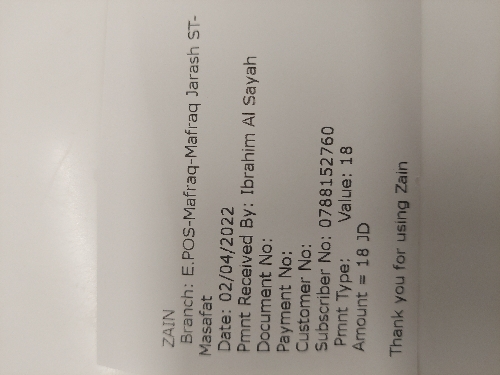 ZAIN
Branch: E.POS-Mafraq-Mafraq Jarash ST-
Masafat
Date: 02/04/2022
Pmnt Received By: Ibrahim Al Sayah
Document No:
Payment No:
Customer No:
Subscriber No: 0788152760
Pmnt Type: Value: 18
Amount = 18 JD
Thank you for using Zain